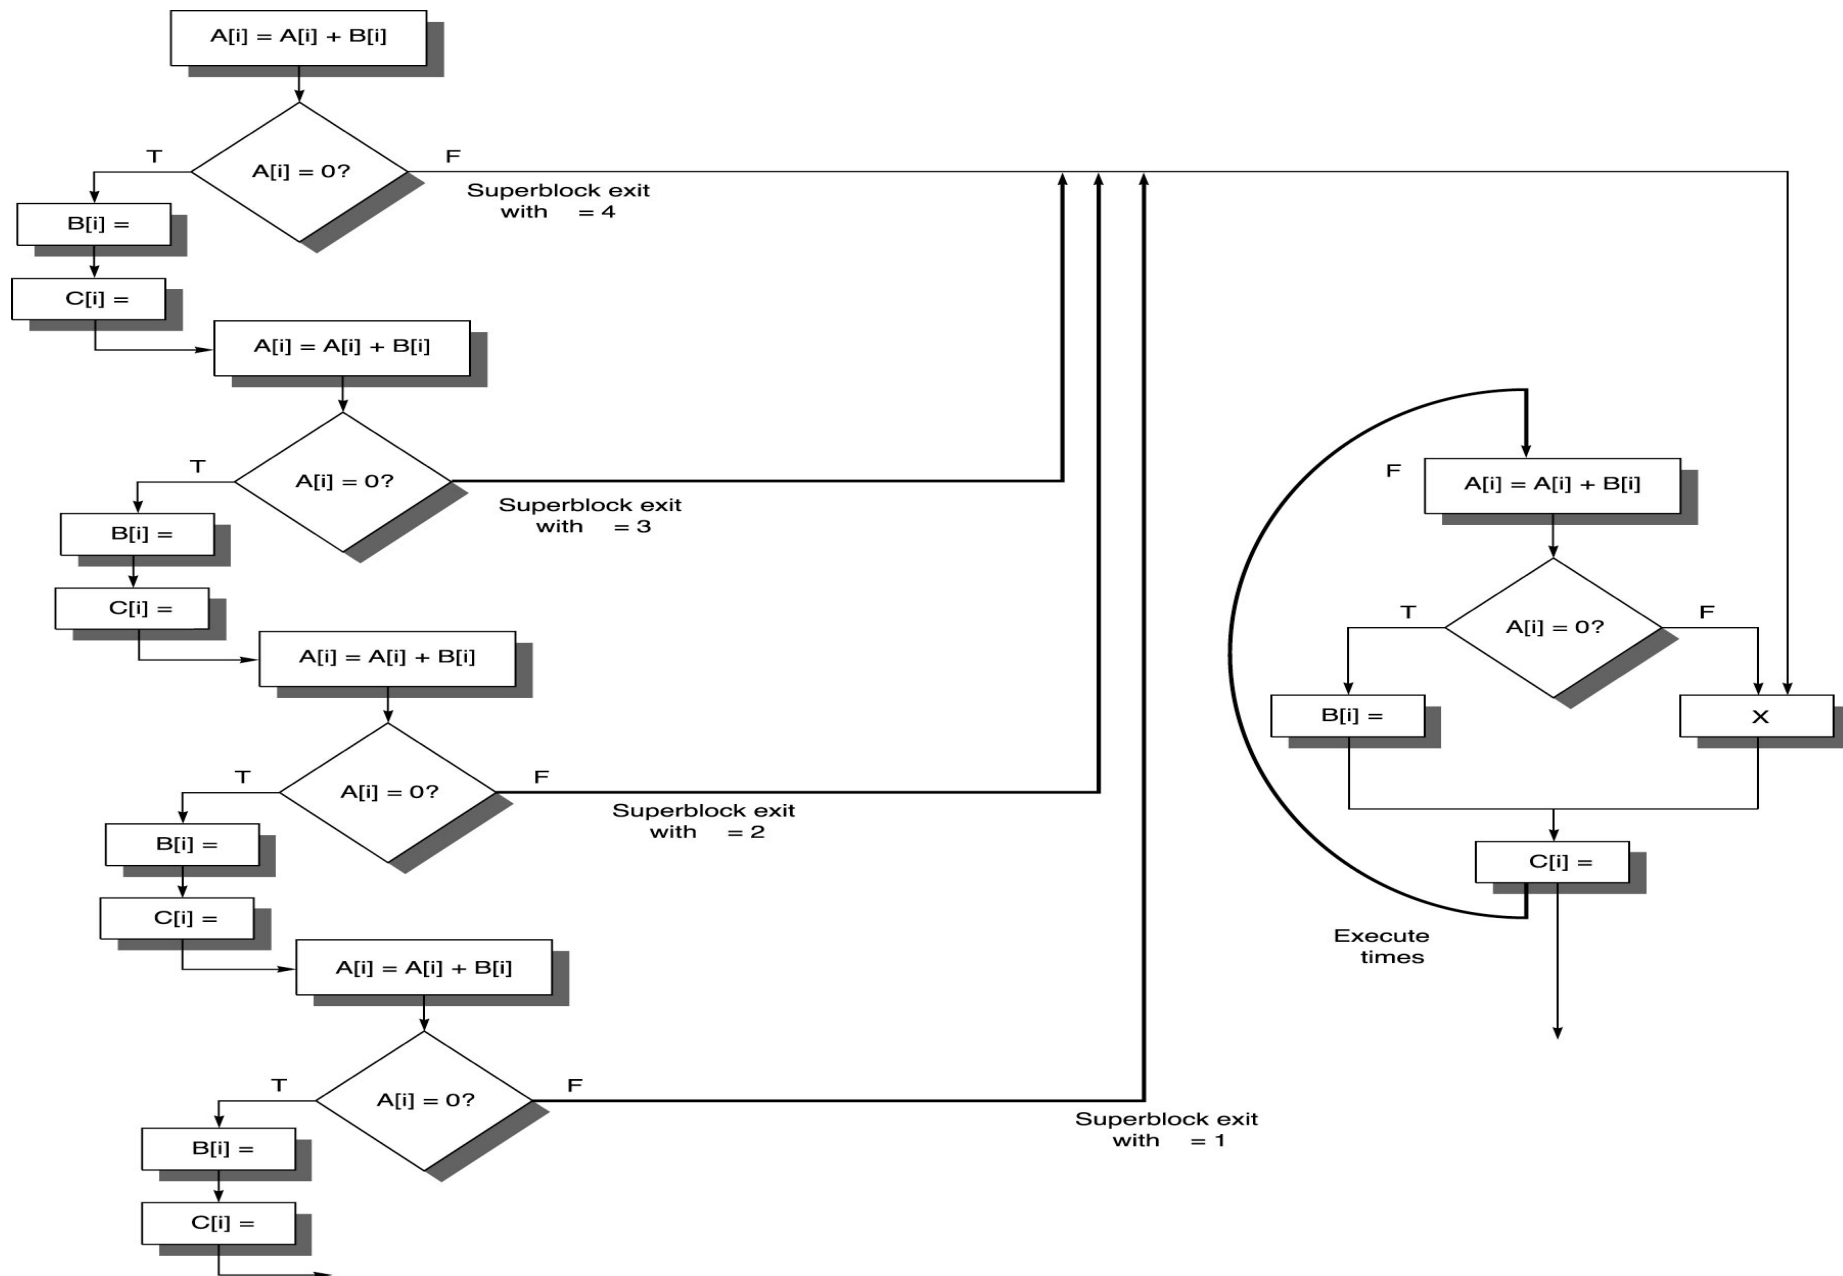 A[i] = A[i] + B[i]
T
A[i] = 0?
F
Superblock exit
with = 4
B[i] =
C[i] =
A[i] = A[i] + B[i]
T
A[i] = 0?
Superblock exit
with = 3
B[i] =
C[i] =
A[i] = A[i] + B[i]
T
A[i] = 0?
F
Superblock exit
with = 2
B[i] =
C[i] =
A[i] = A[i] + B[i]
T
A[i] = 0?
F
Superblock exit
with = 1
B[i] =
C[i] =
F
A[i] = A[i] + B[i]
T
A[i] = 0?
F
B[i] =
X
C[i] =
Execute
times